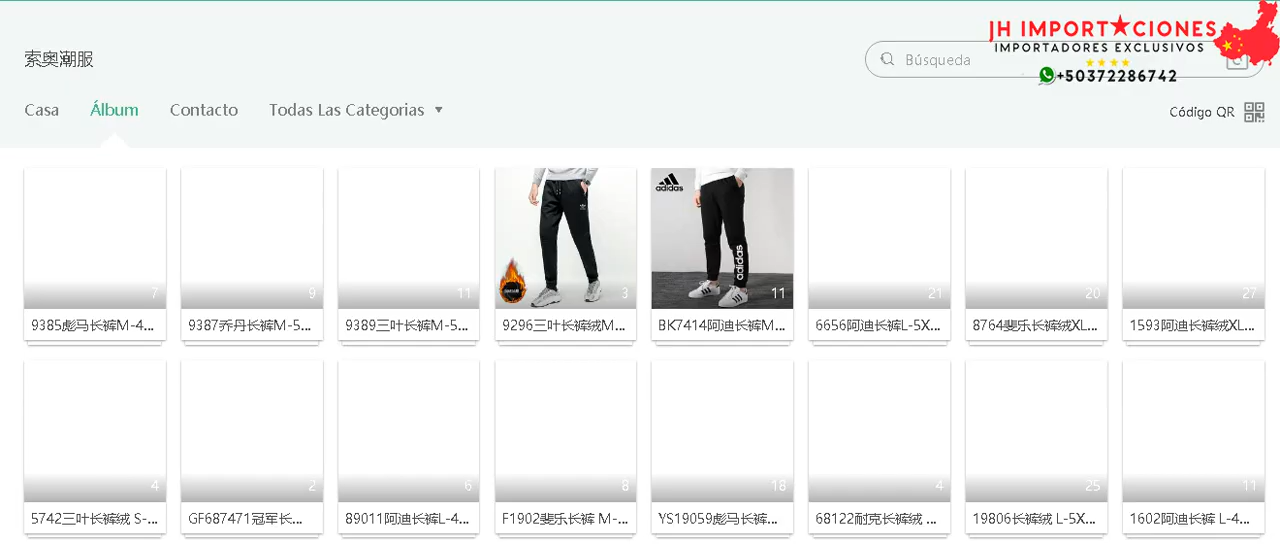 JH IMPORT★CIONES
IMPORTADORES EXCLUSIVOS
+50372286742
索奥潮服
Búsqueda
Casa
Álbum
Contacto
Todas Las Categorias
Código QR
7
9
11
3
adidas
adidas
11
21
20
27
9385彪马长裤M-4...
9387乔丹长裤M-5...
9389三叶长裤M-5...
9296三叶长裤绒M...
BK7414阿迪长裤M...
6656阿迪长裤L-5X...
8764斐乐长裤绒XL...
1593阿迪长裤绒XL...
4
2
6
8
18
4
25
11
5742三叶长裤绒 S-...
GF687471冠军长...
89011阿迪长裤L-4...
F1902斐乐长裤 M-...
YS19059彪马长裤...
68122耐克长裤绒 ...
19806长裤绒 L-5X...
1602阿迪长裤 L-4...